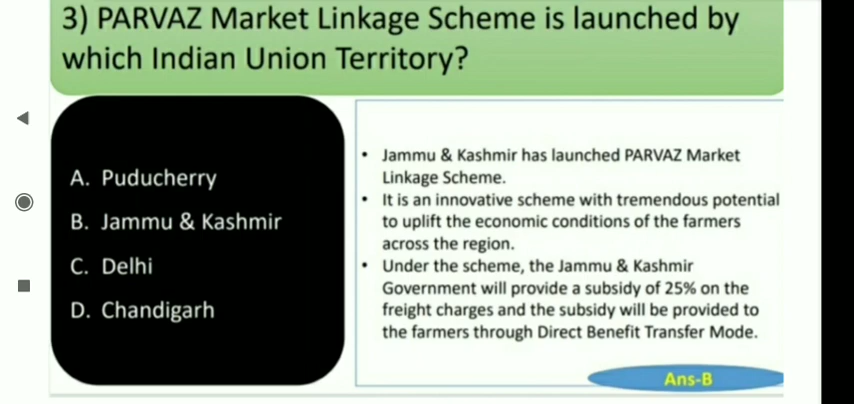 3) PARVAZ Market Linkage Scheme is launched by
which Indian Union Territory?
A. Puducherry
B. Jammu & Kashmir
C. Delhi
D. Chandigarh
• Jammu & Kashmir has launched PARVAZ Market
Linkage Scheme.
• It is an innovative scheme with tremendous potential
to uplift the economic conditions of the farmers
across the region.
• Under the scheme, the Jammu & Kashmir
Government will provide a subsidy of 25% on the
freight charges and the subsidy will be provided to
the farmers through Direct Benefit Transfer Mode.
Ans-B